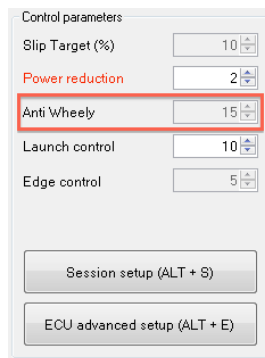 Control parameters
Slip Target (%) 10
Power reduction 2
Anti Wheely 15
Launch control 10
Edge control 5
Session setup (ALT + S)
ECU advanced setup (ALT + E)